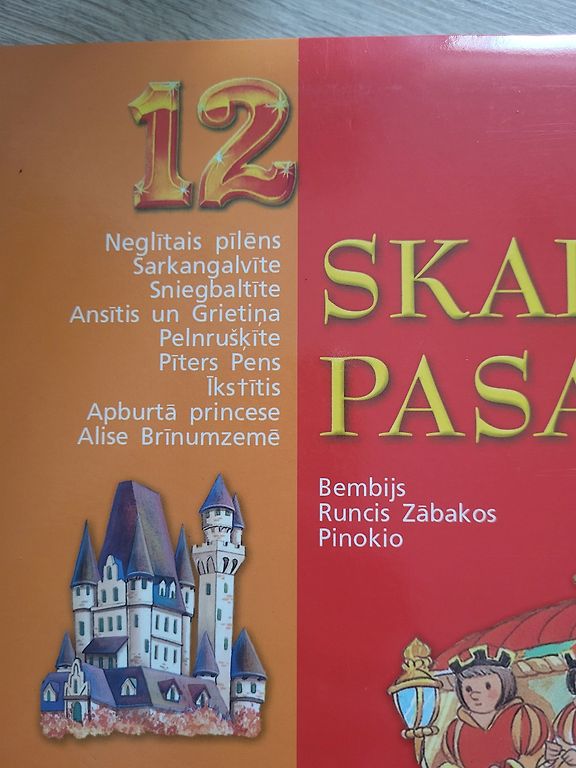 12
Neglītais pīlēns
Sarkangalvīte
Sniegbaltīte
Ansītis un Grietiņa
Pelnrušķīte
Pīters Pens
Īkstītis
Apburtā princese
Alise Brīnumzemē
SKA
PASA
Bembijs
Runcis Zābakos
Pinokio